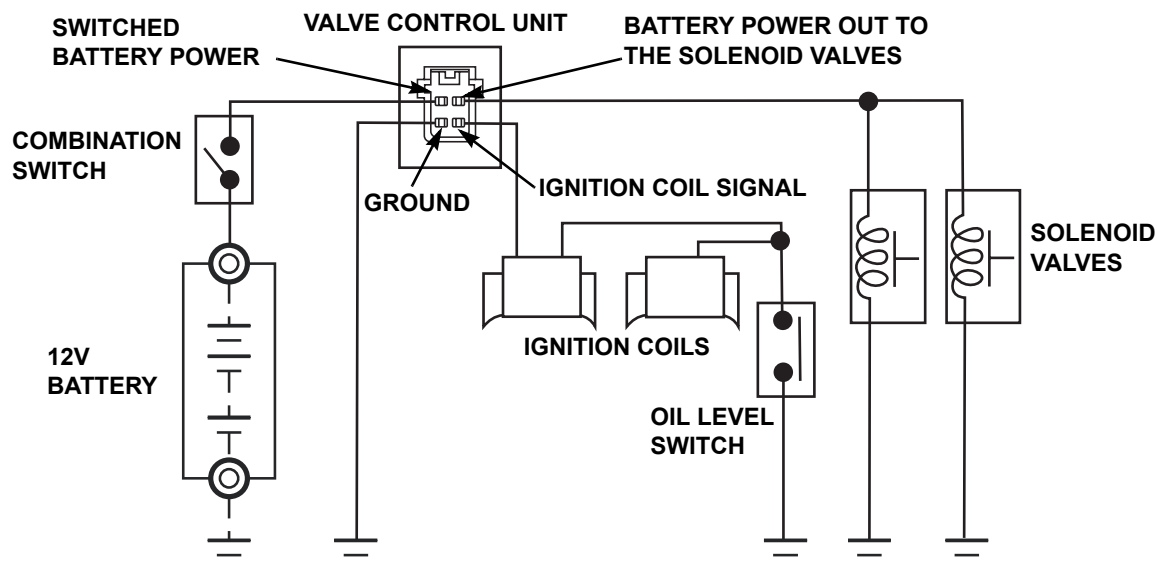 SWITCHED
BATTERY POWER
VALVE CONTROL UNIT
BATTERY POWER OUT TO
THE SOLENOID VALVES
COMBINATION
SWITCH
GROUND
IGNITION COIL SIGNAL
SOLENOID
VALVES
IGNITION COILS
12V
BATTERY
OIL LEVEL
SWITCH